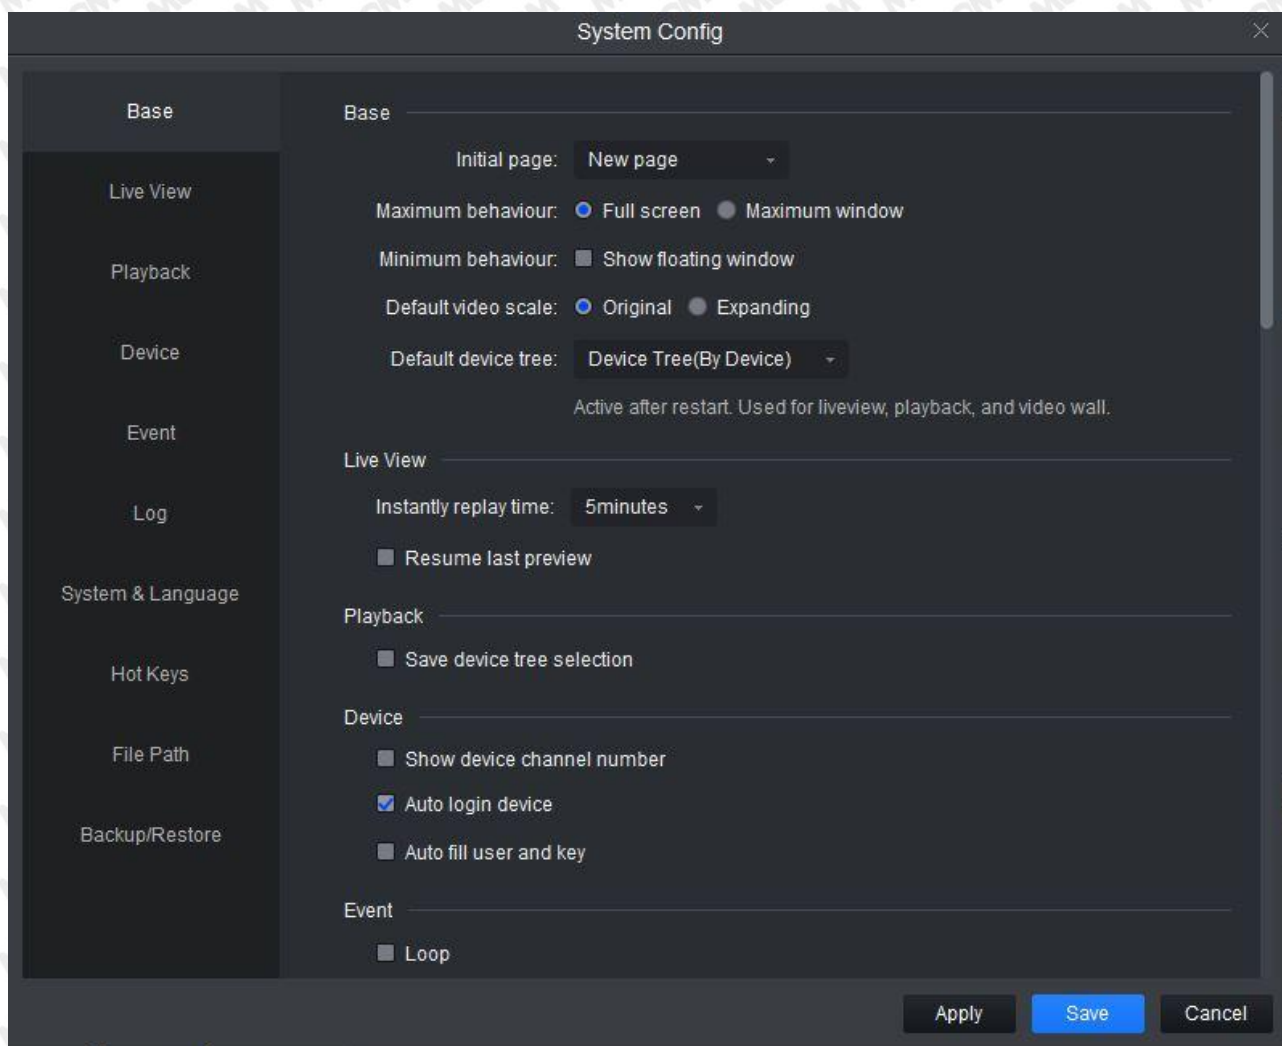 System Config
Base
Live View
Playback
Device
Event
Log
System & Language
Hot Keys
File Path
Backup/Restore
Base
Initial page: New page
Maximum behaviour: Full screen Maximum window
Minimum behaviour: Show floating window
Default video scale: Original Expanding
Default device tree: Device Tree(By Device)
Active after restart. Used for liveview, playback, and video wall.
Live View
Instantly replay time: 5minutes
Resume last preview
Playback
Save device tree selection
Device
Show device channel number
Auto login device
Auto fill user and key
Event
Loop
Apply Save Cancel